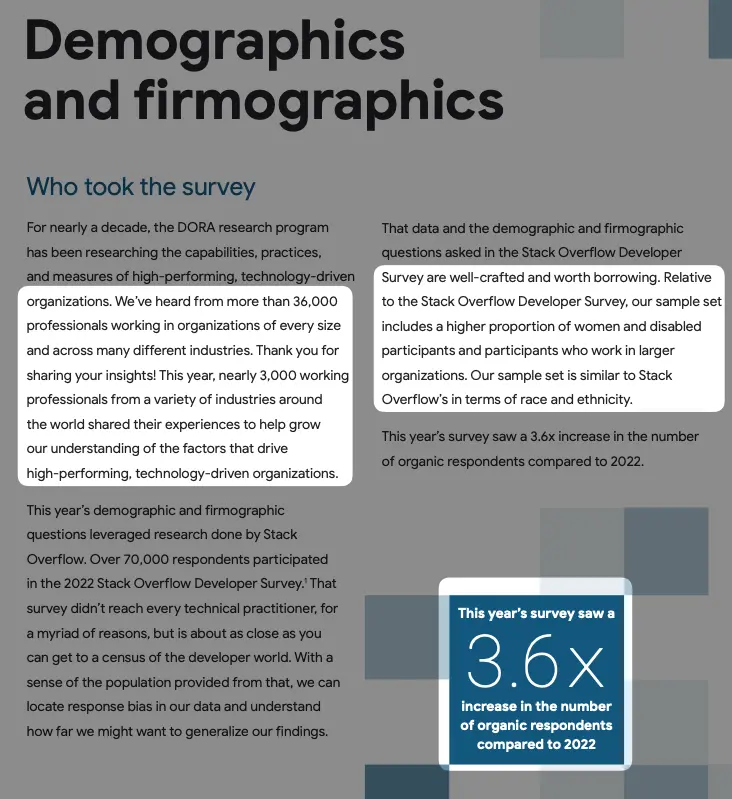 Demographics
and firmographics
Who took the survey
For nearly a decade, the DORA research program
has been researching the capabilities, practices,
and measures of high-performing, technology-driven
organizations. We’ve heard from more than 36,000
professionals working in organizations of every size
and across many different industries. Thank you for
sharing your insights! This year, nearly 3,000 working
professionals from a variety of industries around
the world shared their experiences to help grow
our understanding of the factors that drive
high-performing, technology-driven organizations.
This year’s demographic and firmographic
questions leveraged research done by Stack
Overflow. Over 70,000 respondents participated
in the 2022 Stack Overflow Developer Survey.¹ That
survey didn’t reach every technical practitioner, for
a myriad of reasons, but is about as close as you
can get to a census of the developer world. With a
sense of the population provided from that, we can
locate response bias in our data and understand
how far we might want to generalize our findings.
That data and the demographic and firmographic
questions asked in the Stack Overflow Developer
Survey are well-crafted and worth borrowing. Relative
to the Stack Overflow Developer Survey, our sample set
includes a higher proportion of women and disabled
participants and participants who work in larger
organizations. Our sample set is similar to Stack
Overflow’s in terms of race and ethnicity.
This year’s survey saw a 3.6x increase in the number
of organic respondents compared to 2022.
This year’s survey saw a
3.6x
increase in the number
of organic respondents
compared to 2022